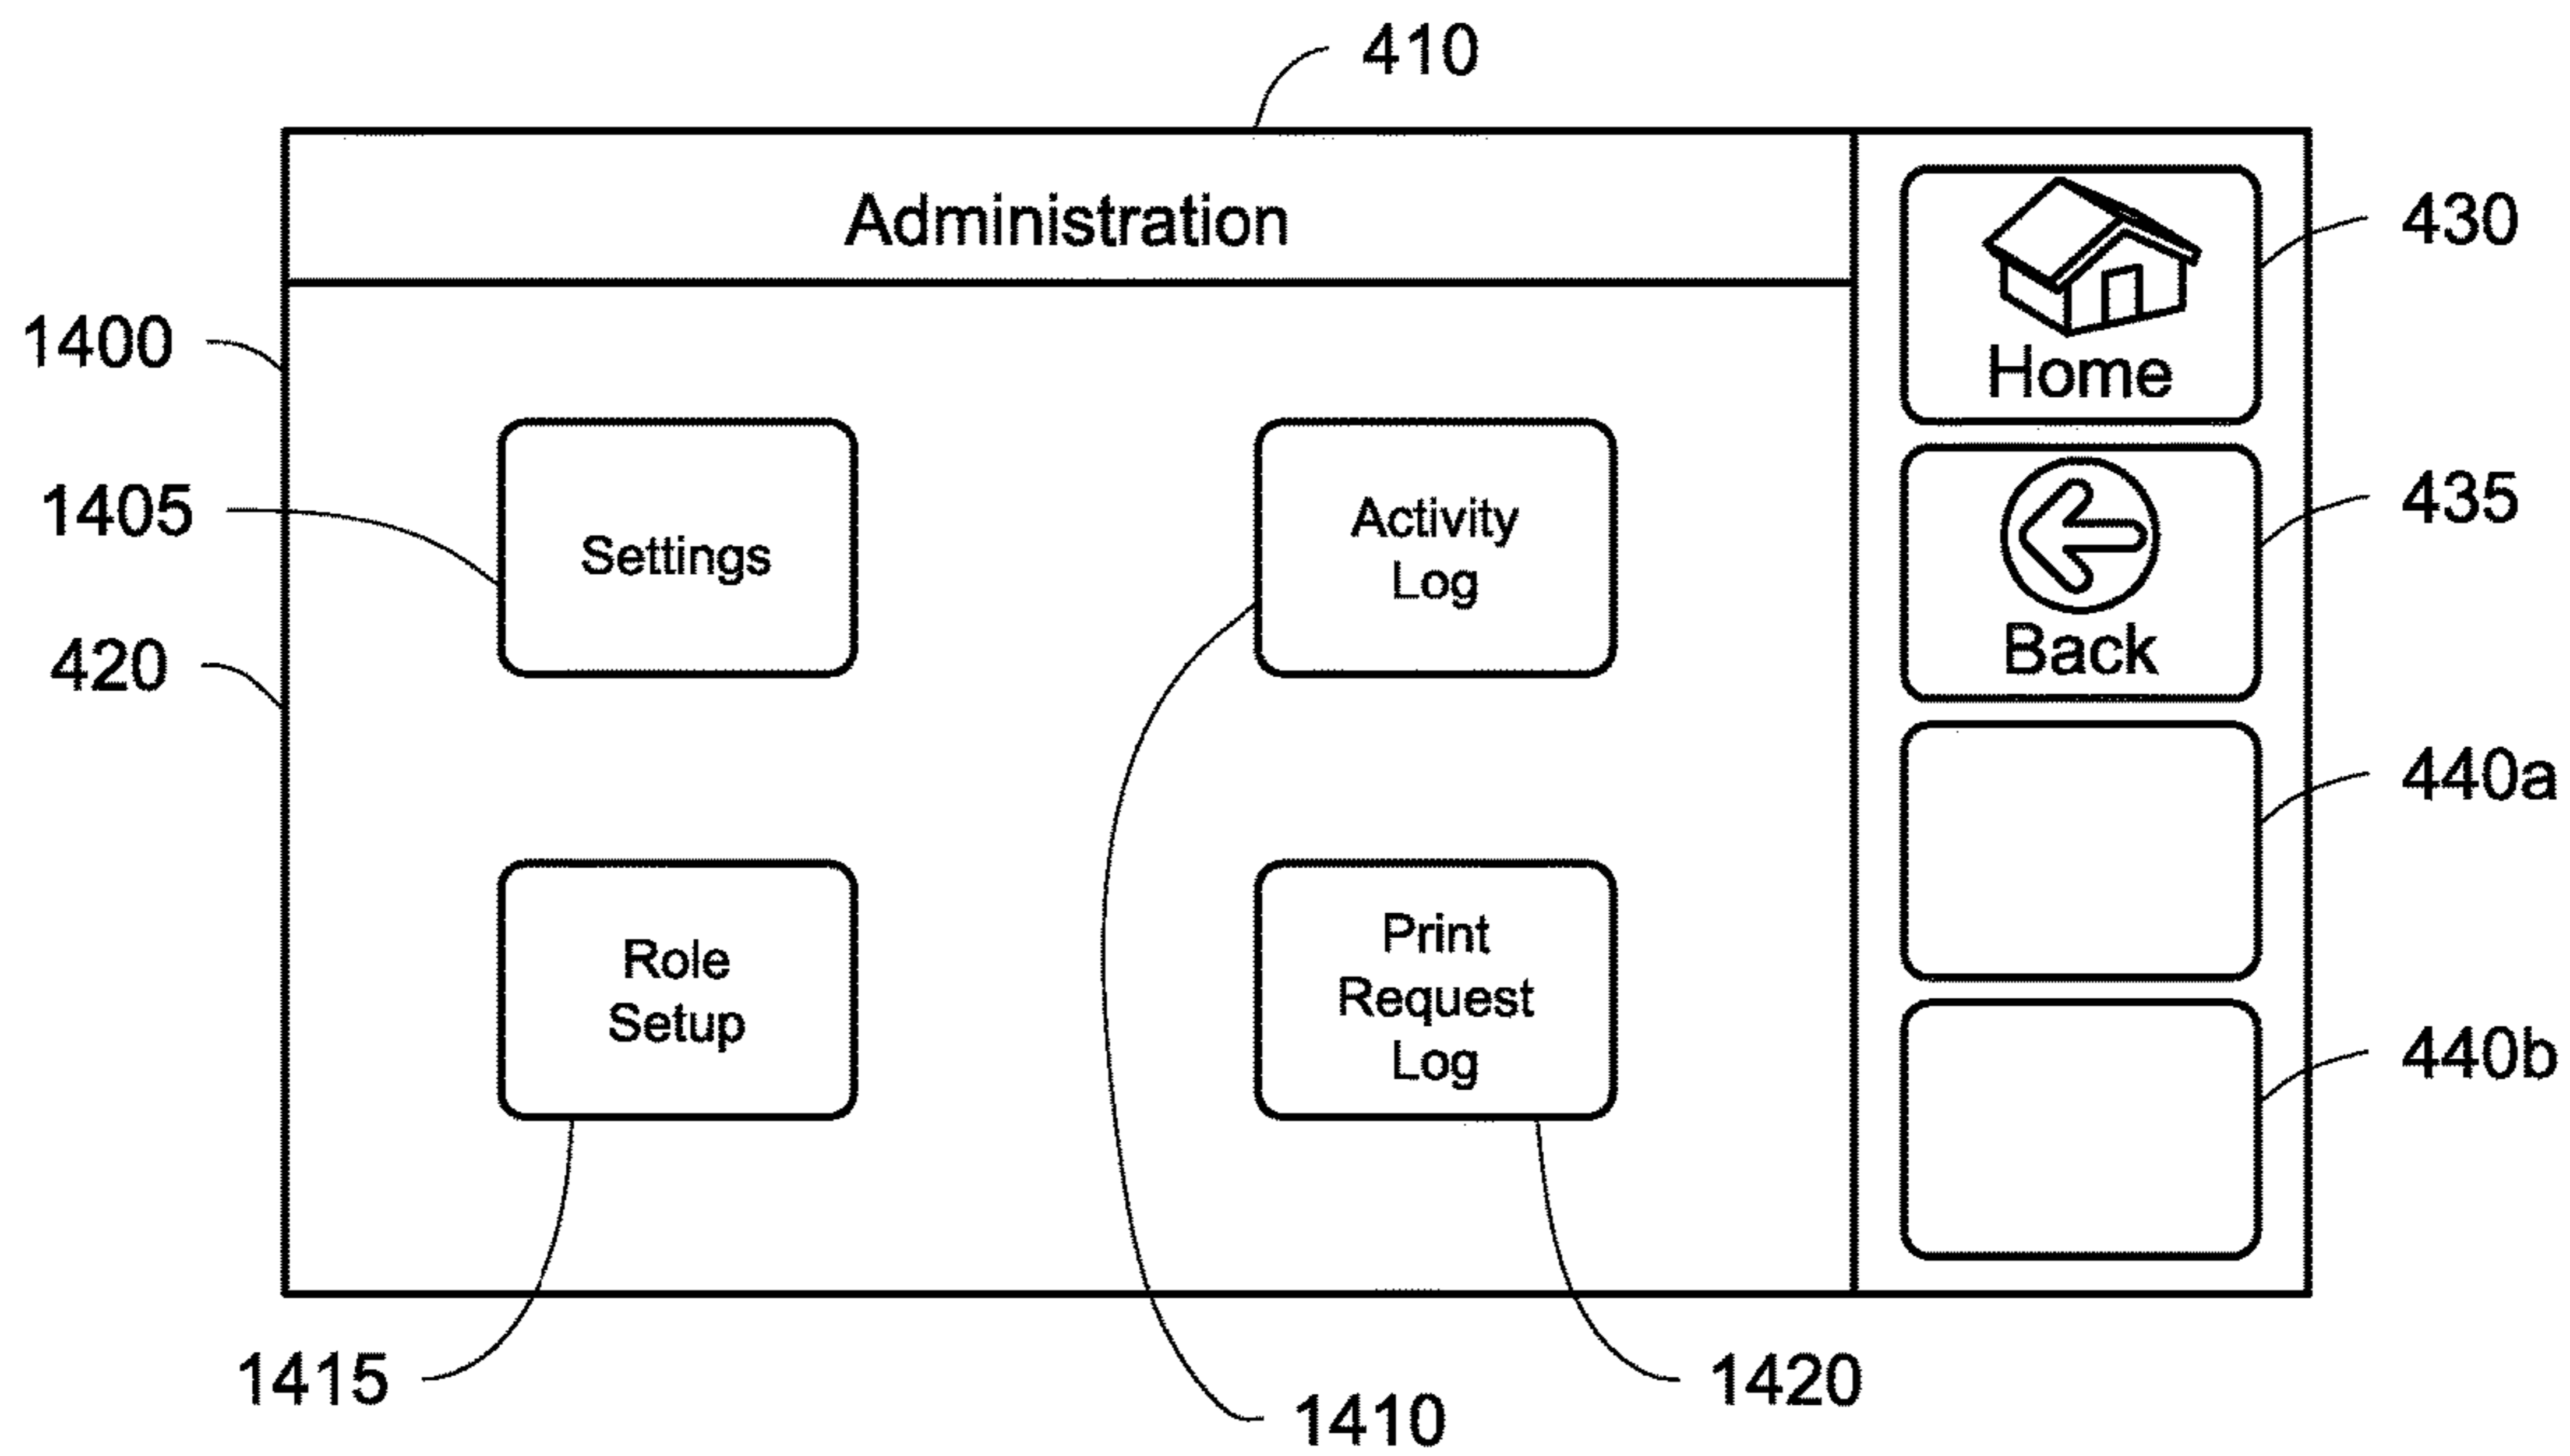 410
Administration
430
Home
1400
1405
Settings
Activity
Log
435
Back
420
440a
Role
Setup
Print
Request
Log
440b
1415
1410
1420